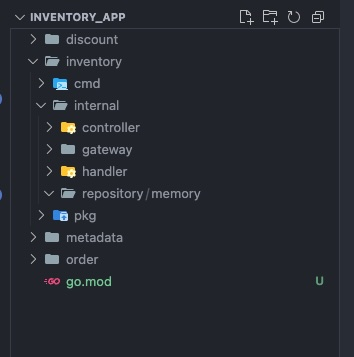 INVENTORY_APP
discount
inventory
cmd
internal
controller
gateway
handler
repository/memory
pkg
metadata
order
GO go.mod U